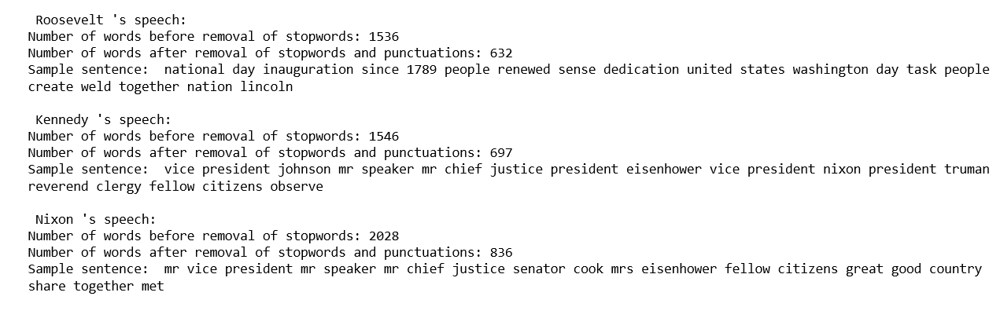 Roosevelt 's speech:
Number of words before removal of stopwords: 1536
Number of words after removal of stopwords and punctuations: 632
Sample sentence:  national day inauguration since 1789 people renewed sense dedication united states washington day task people
create weld together nation lincoln
Kennedy 's speech:
Number of words before removal of stopwords: 1546
Number of words after removal of stopwords and punctuations: 697
Sample sentence:  vice president johnson mr speaker mr chief justice president eisenhower vice president nixon president truman
reverend clergy fellow citizens observe
Nixon 's speech:
Number of words before removal of stopwords: 2028
Number of words after removal of stopwords and punctuations: 836
Sample sentence:  mr vice president mr speaker mr chief justice senator cook mrs eisenhower fellow citizens great good country
share together met